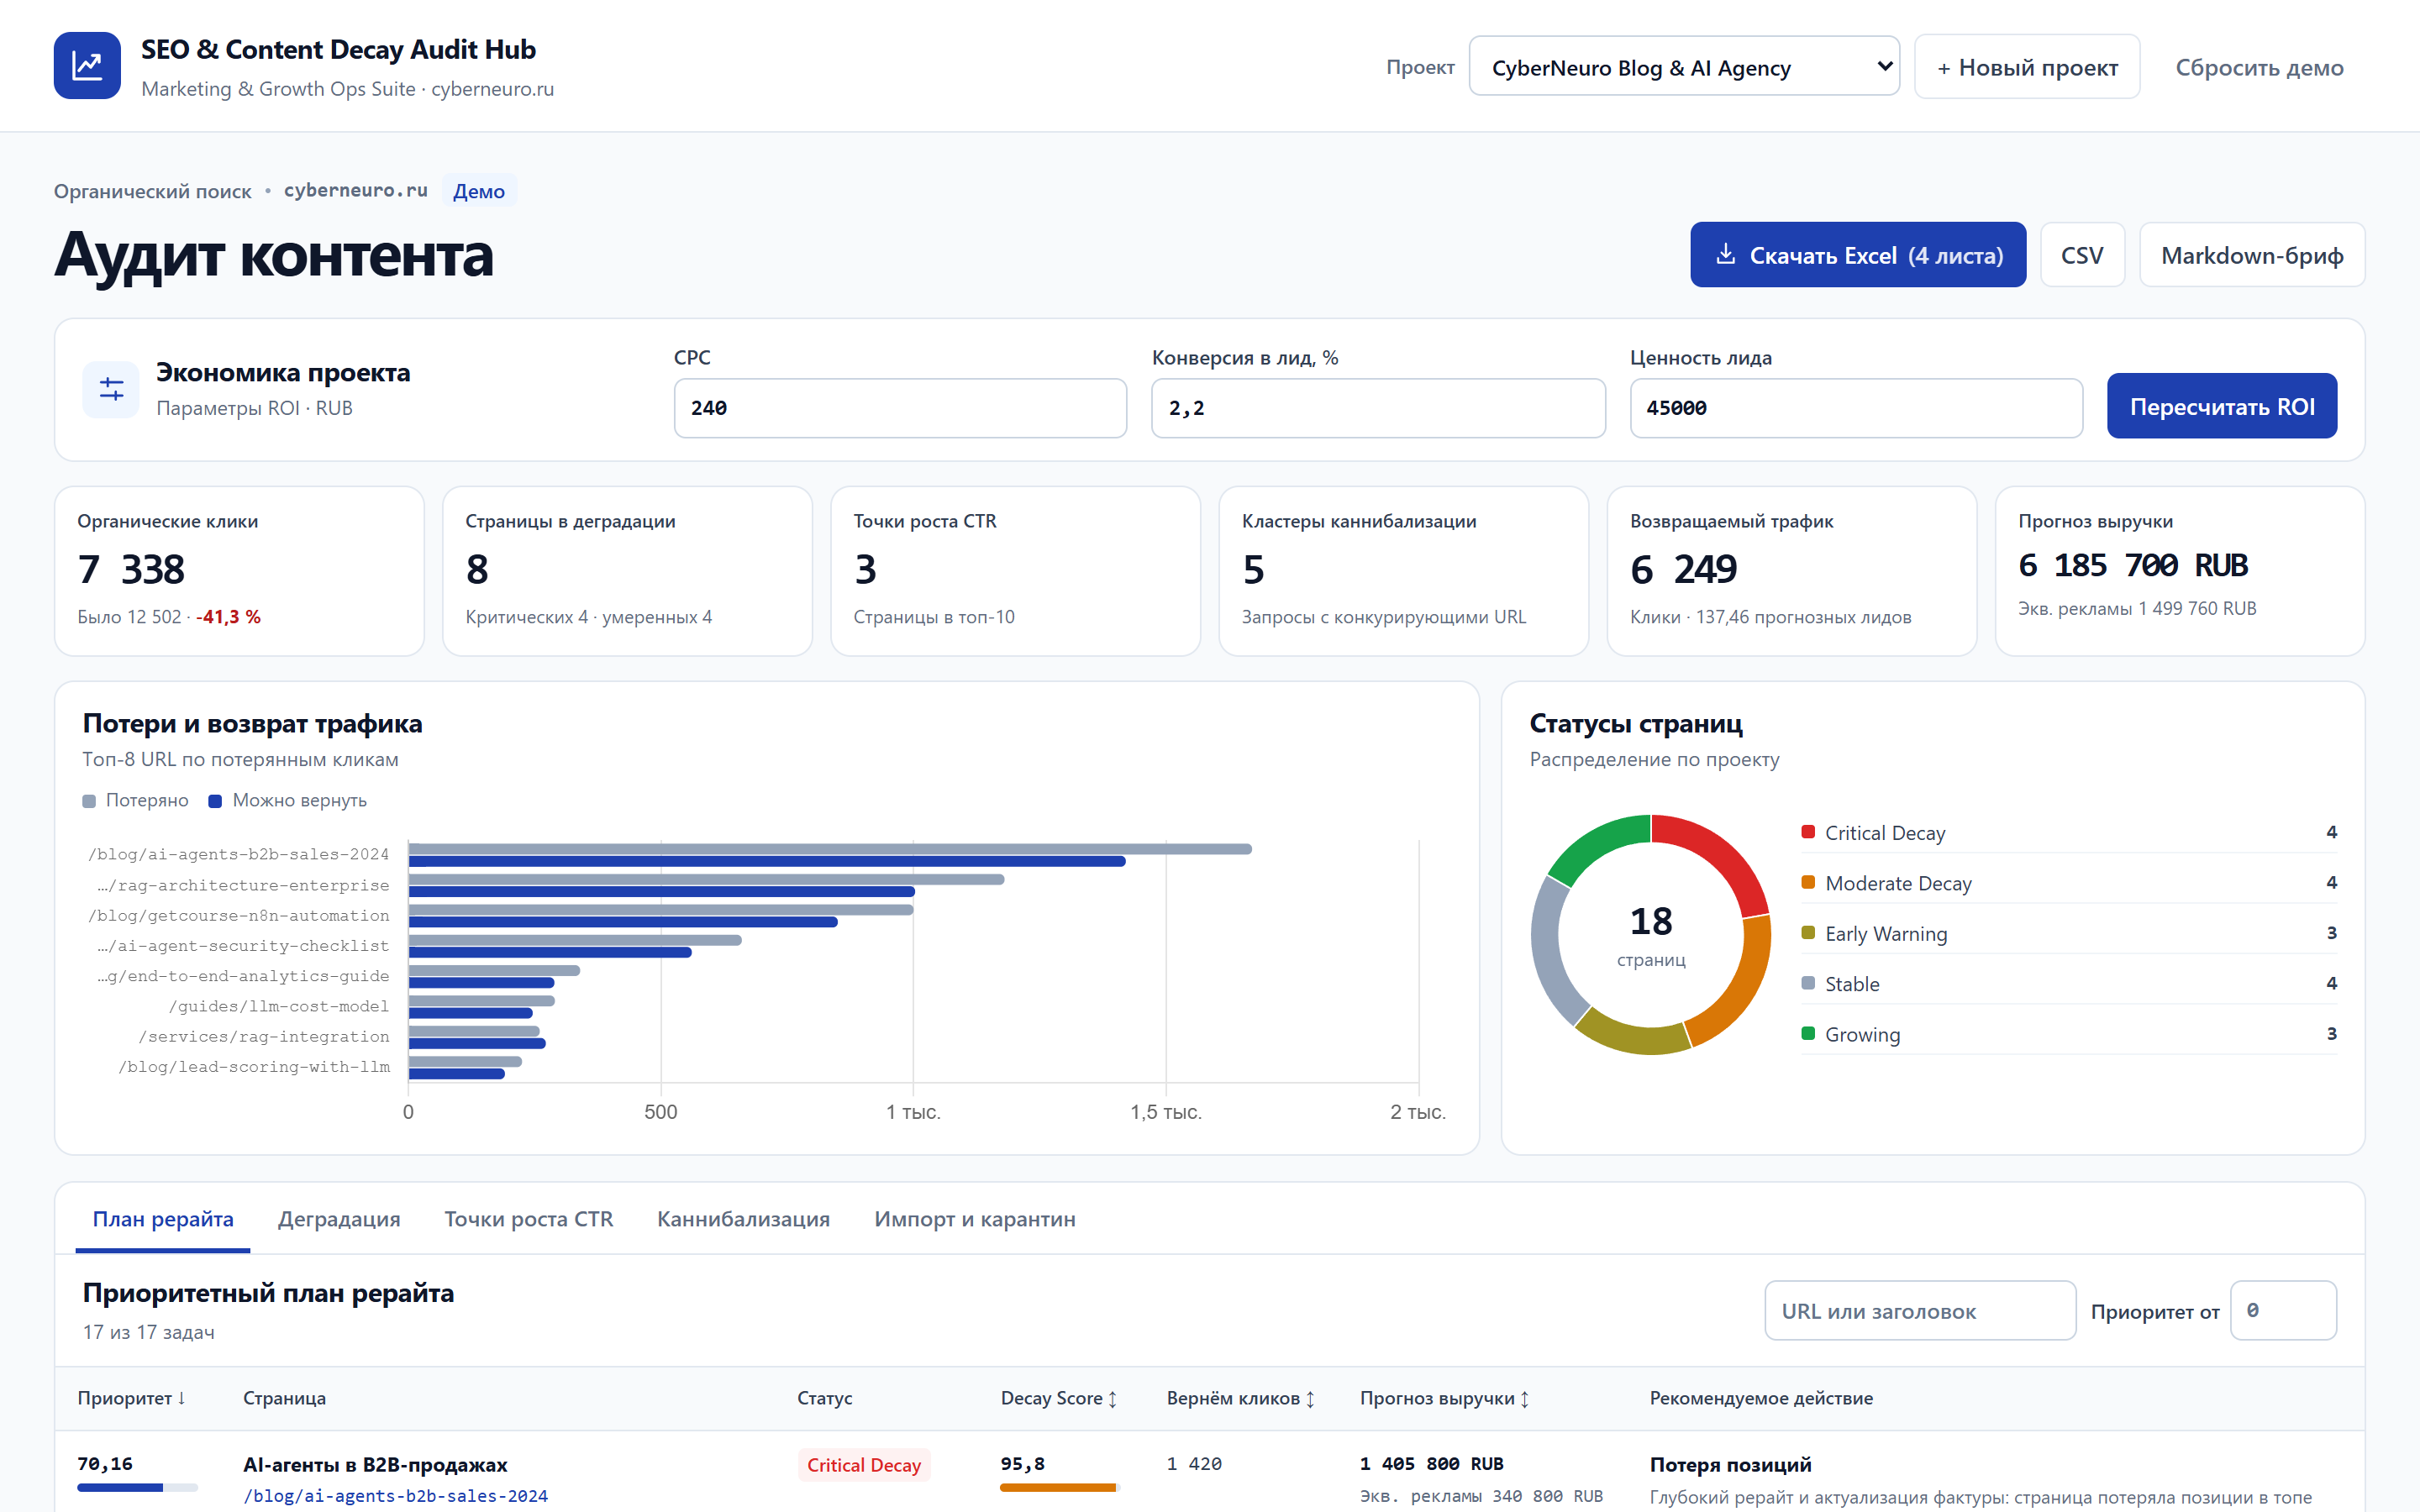 SEO & Content Decay Audit Hub
Marketing & Growth Ops Suite · cyberneuro.ru
Проект
CyberNeuro Blog & AI Agency
+ Новый проект
Сбросить демо
Органический поиск • cyberneuro.ru Демо
Аудит контента
Скачать Excel (4 листа)
CSV
Markdown-бриф
Экономика проекта
Параметры ROI · RUB
CPC
240
Конверсия в лид, %
2,2
Ценность лида
45000
Пересчитать ROI
Органические клики
7 338
Было 12 502 · -41,3 %
Страницы в деградации
8
Критических 4 · умеренных 4
Точки роста CTR
3
Страницы в топ-10
Кластеры каннибализации
5
Запросы с конкурирующими URL
Возвращаемый трафик
6 249
Клики · 137,46 прогнозных лидов
Прогноз выручки
6 185 700 RUB
Экв. рекламы 1 499 760 RUB
Потери и возврат трафика
Топ-8 URL по потерянным кликам
Потеряно Можно вернуть
/blog/ai-agents-b2b-sales-2024
…/rag-architecture-enterprise
/blog/getcourse-n8n-automation
…/ai-agent-security-checklist
…g/end-to-end-analytics-guide
/guides/llm-cost-model
/services/rag-integration
/blog/lead-scoring-with-llm
0 500 1 тыс. 1,5 тыс. 2 тыс.
Статусы страниц
Распределение по проекту
18
страниц
Critical Decay 4
Moderate Decay 4
Early Warning 3
Stable 4
Growing 3
План рерайта Деградация Точки роста CTR Каннибализация Импорт и карантин
Приоритетный план рерайта
17 из 17 задач
URL или заголовок
Приоритет от 0
Приоритет ↓ Страница Статус Decay Score ↕ Вернём кликов ↕ Прогноз выручки ↕ Рекомендуемое действие
70,16 AI-агенты в B2B-продажах Critical Decay 95,8 1 420 1 405 800 RUB Потеря позиций
/blog/ai-agents-b2b-sales-2024 Экв. рекламы 340 800 RUB Глубокий рерайт и актуализация фактуры: страница потеряла позиции в топе